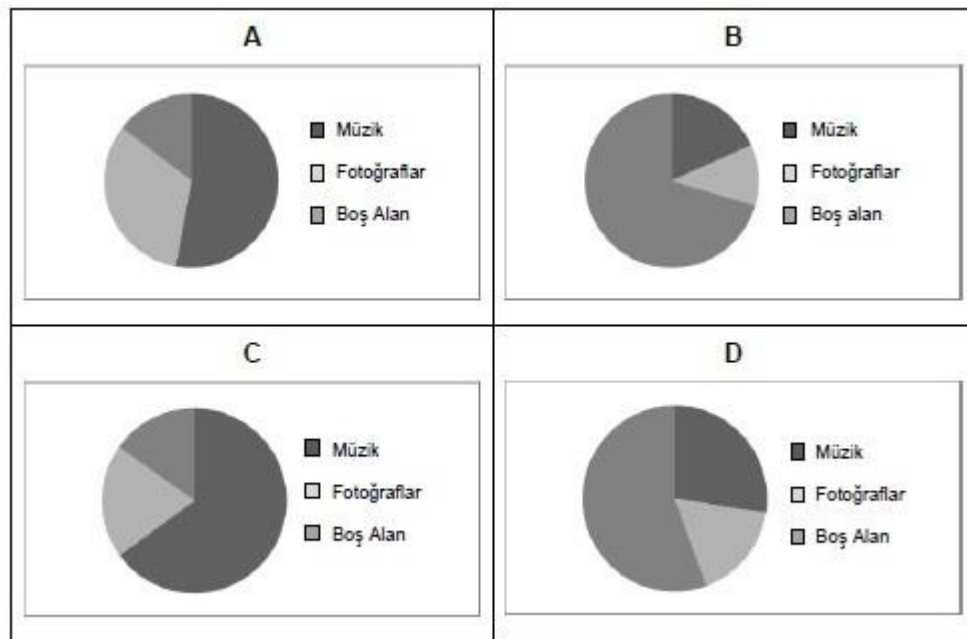 A
Müzik
Fotoğraflar
Boş Alan
B
Müzik
Fotoğraflar
Boş alan
C
Müzik
Fotoğraflar
Boş Alan
D
Müzik
Fotoğraflar
Boş Alan